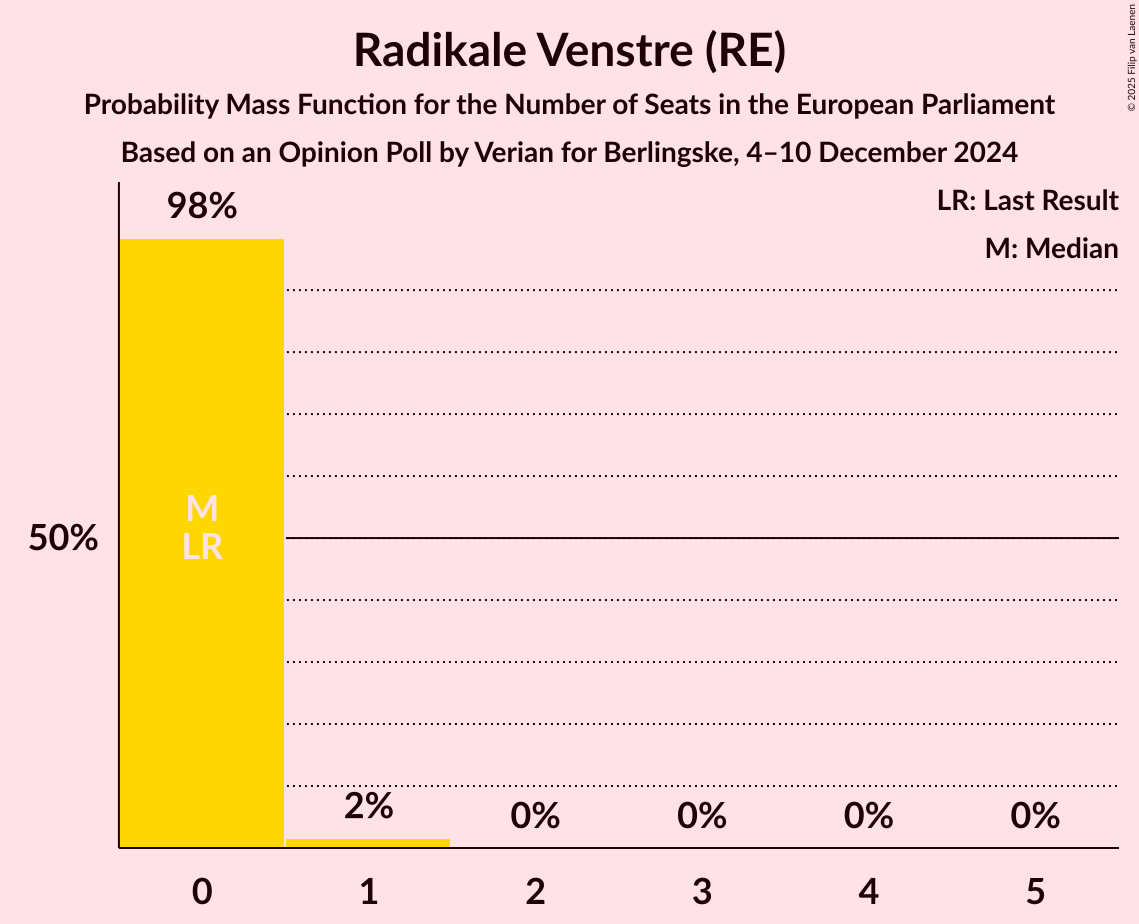 Radikale Venstre (RE)
Probability Mass Function for the Number of Seats in the European Parliament
Based on an Opinion Poll by Verian for Berlingske, 4–10 December 2024
© 2025 Filip van Laenen
LR: Last Result
M: Median
98%
M
LR
50%
2%
0%
0%
0%
0%
0
1
2
3
4
5